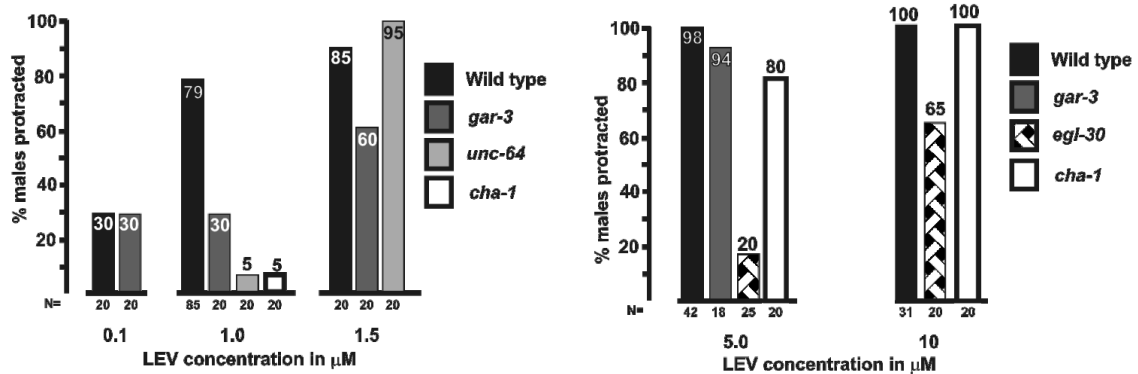 100
80
60
40
20
% males protracted
30 30
79 30 5 5
85 60 95
N= 20 20 85 20 20 20 20 20 20
0.1 1.0 1.5
LEV concentration in μM
Wild type
gar-3
unc-64
cha-1
100
80
60
40
20
% males protracted
98 94 20 80
100 65 100
N= 42 18 25 20 31 20 20
5.0 10
LEV concentration in μM
Wild type
gar-3
egl-30
cha-1